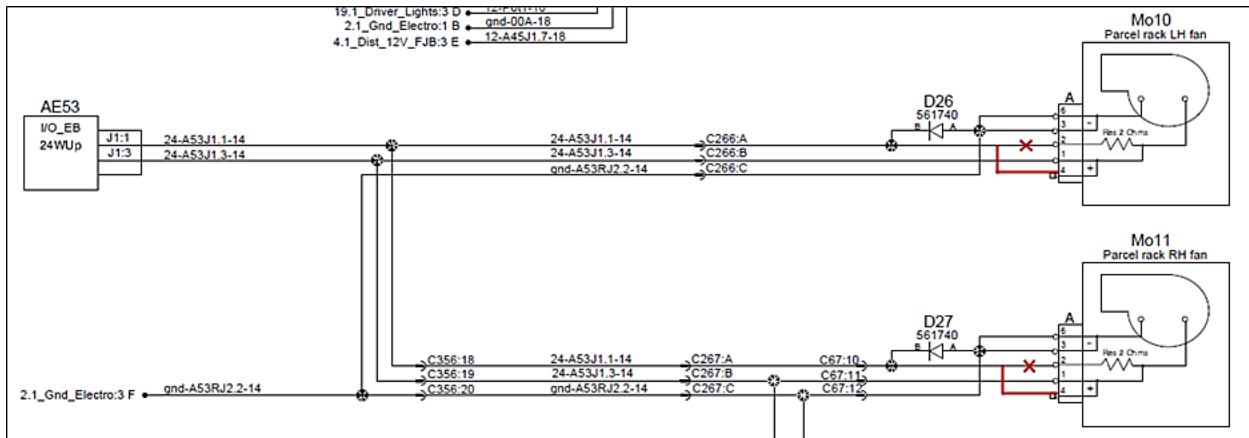 19.1_Driver_Lights:3 D
2.1_Gnd_Electro:1 B gnd-00A-18
4.1_Dist_12V_FJB:3 E 12-A45J1.7-18
Mo10
Parcel rack LH fan
AE53
I/O_EB
24WUp
J1:1 24-A53J1.1-14
J1:3 24-A53J1.3-14
24-A53J1.1-14 C266:A
24-A53J1.3-14 C266:B
gnd-A53RJ2.2-14 C266:C
D26
561740
B A
A
6
3 -
2 Res 2 Ohms
1
4 +
Mo11
Parcel rack RH fan
D27
561740
B A
A
6
3 -
2 Res 2 Ohms
1
4 +
C356:18 24-A53J1.1-14 C267:A C67:10
C356:19 24-A53J1.3-14 C267:B C67:11
C356:20 gnd-A53RJ2.2-14 C267:C C67:12
2.1_Gnd_Electro:3 F gnd-A53RJ2.2-14